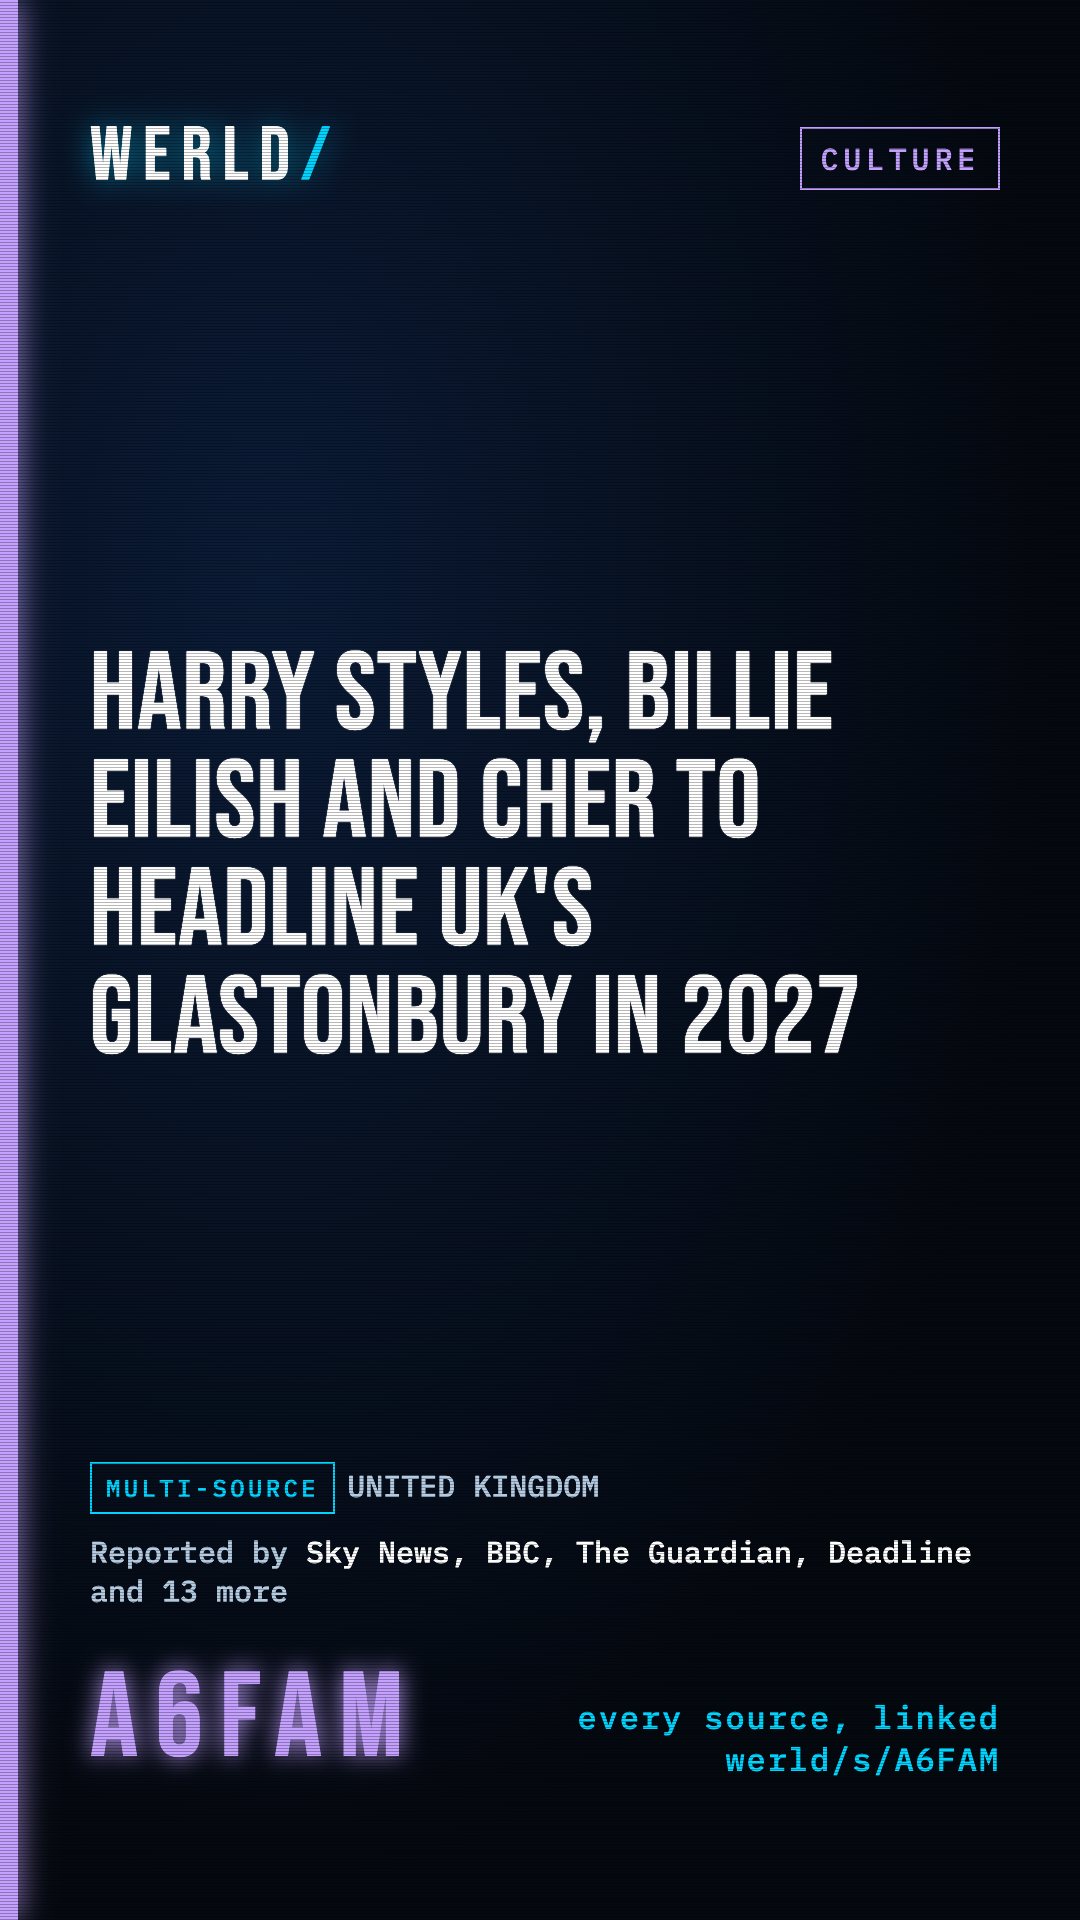 WERLD/
CULTURE
HARRY STYLES, BILLIE
EILISH AND CHER TO
HEADLINE UK'S
GLASTONBURY IN 2027
MULTI-SOURCE UNITED KINGDOM
Reported by Sky News, BBC, The Guardian, Deadline
and 13 more
A6FAM
every source, linked
werld/s/A6FAM